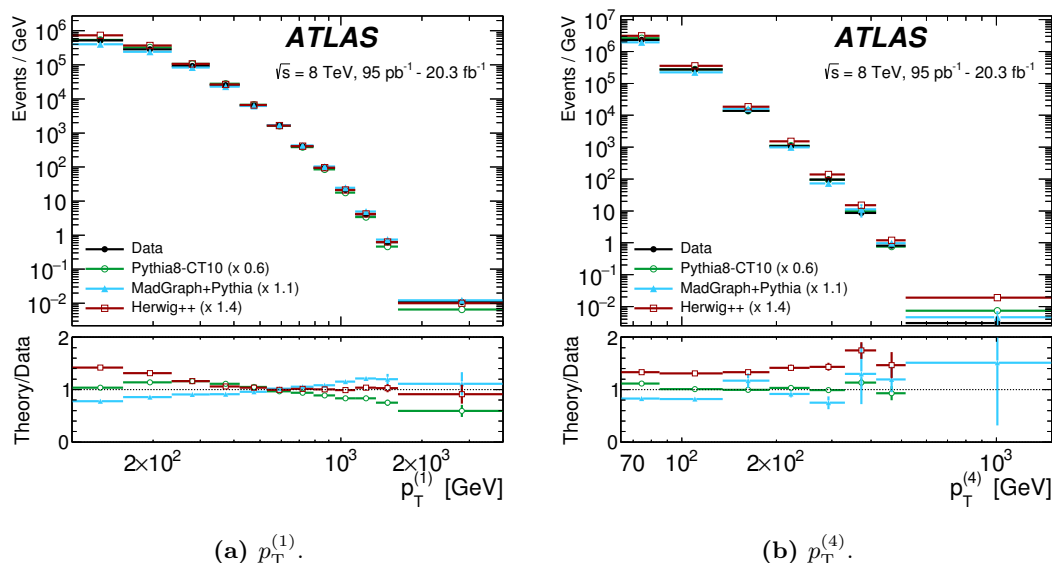 ATLAS
√s = 8 TeV, 95 pb⁻¹ - 20.3 fb⁻¹
Events / GeV
10⁶
10⁵
10⁴
10³
10²
10
1
10⁻¹
10⁻²
Data
Pythia8-CT10 (x 0.6)
MadGraph+Pythia (x 1.1)
Herwig++ (x 1.4)
Theory/Data
2
1
0
2×10²
10³
2×10³
p_T^(1) [GeV]
(a) p_T^(1).
ATLAS
√s = 8 TeV, 95 pb⁻¹ - 20.3 fb⁻¹
Events / GeV
10⁷
10⁶
10⁵
10⁴
10³
10²
10
1
10⁻¹
10⁻²
Data
Pythia8-CT10 (x 0.6)
MadGraph+Pythia (x 1.1)
Herwig++ (x 1.4)
Theory/Data
2
1
0
70
10²
2×10²
10³
p_T^(4) [GeV]
(b) p_T^(4).